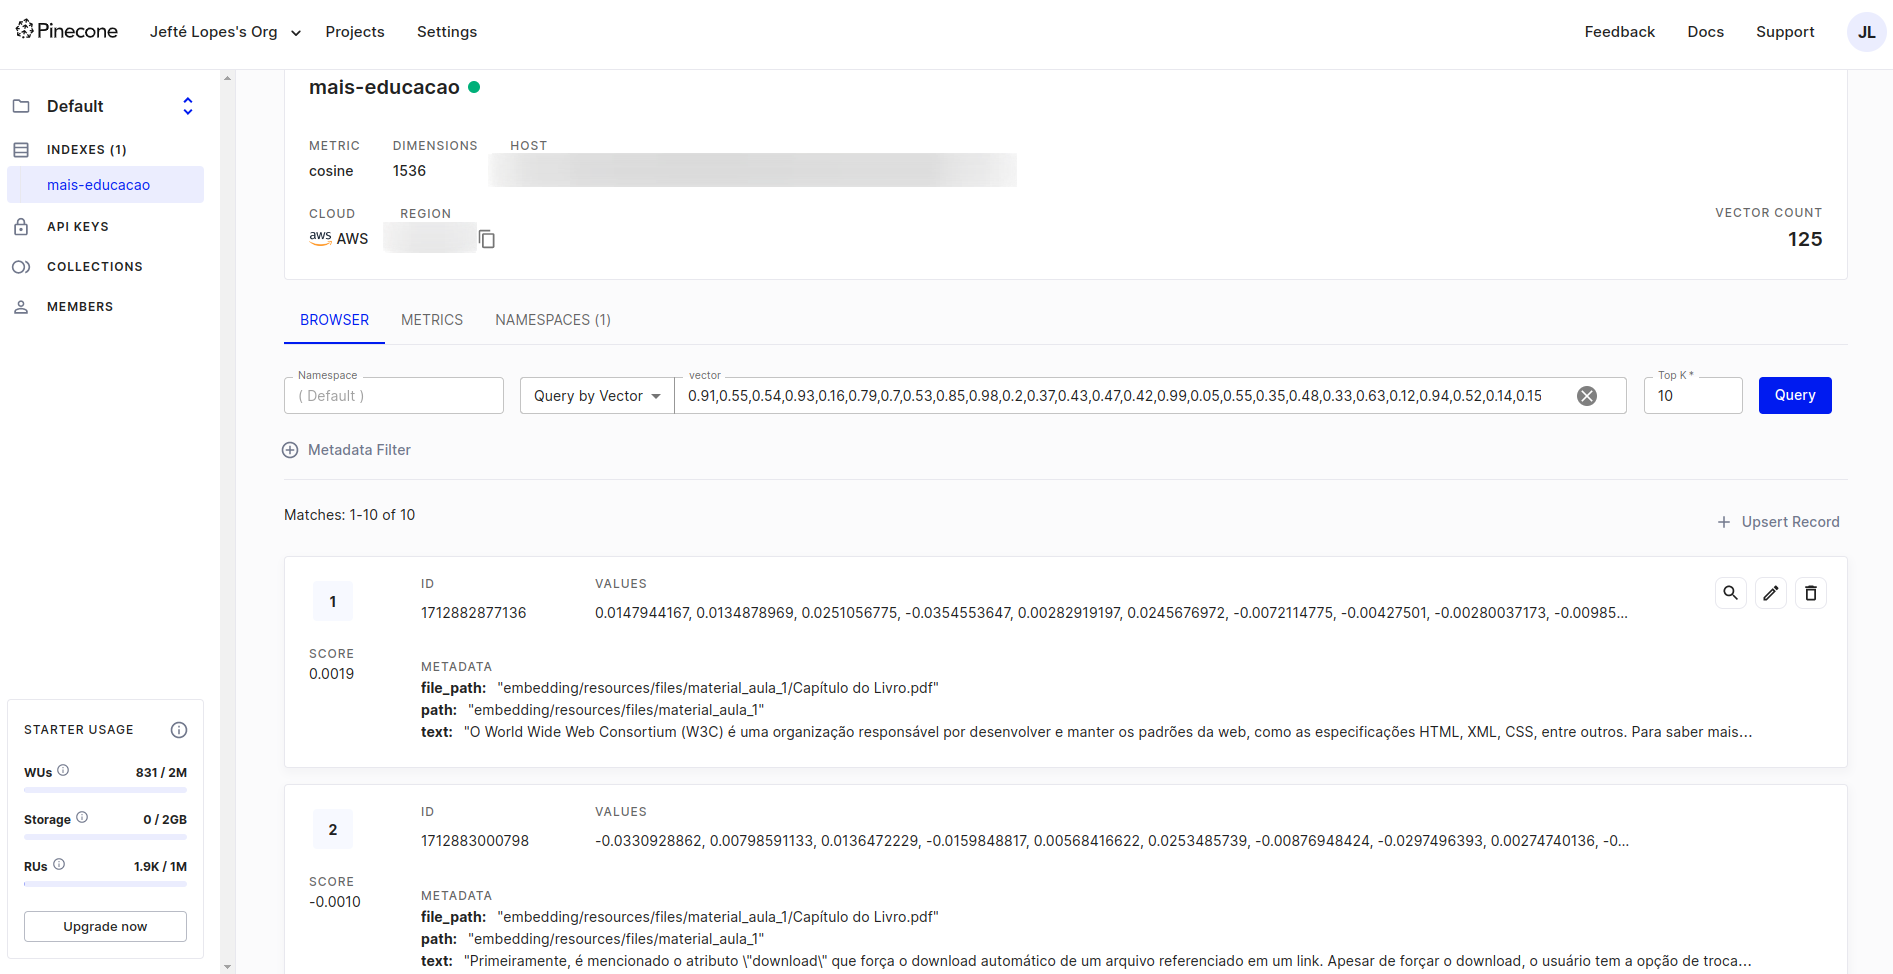 Pinecone
Jefté Lopes's Org
Projects
Settings
Feedback
Docs
Support
JL
Default
INDEXES (1)
mais-educacao
API KEYS
COLLECTIONS
MEMBERS
STARTER USAGE
WUs 831 / 2M
Storage 0 / 2GB
RUs 1.9K / 1M
Upgrade now
mais-educacao
METRIC DIMENSIONS HOST
cosine 1536
CLOUD REGION VECTOR COUNT
aws AWS 125
BROWSER METRICS NAMESPACES (1)
Namespace vector Top K *
( Default ) Query by Vector 0.91,0.55,0.54,0.93,0.16,0.79,0.7,0.53,0.85,0.98,0.2,0.37,0.43,0.47,0.42,0.99,0.05,0.55,0.35,0.48,0.33,0.63,0.12,0.94,0.52,0.14,0.15 10 Query
Metadata Filter
Matches: 1-10 of 10
Upsert Record
ID VALUES
1 1712882877136 0.0147944167, 0.0134878969, 0.0251056775, -0.0354553647, 0.00282919197, 0.0245676972, -0.0072114775, -0.00427501, -0.00280037173, -0.00985...
SCORE
0.0019
METADATA
file_path: "embedding/resources/files/material_aula_1/Capítulo do Livro.pdf"
path: "embedding/resources/files/material_aula_1"
text: "O World Wide Web Consortium (W3C) é uma organização responsável por desenvolver e manter os padrões da web, como as especificações HTML, XML, CSS, entre outros. Para saber mais...
ID VALUES
2 1712883000798 -0.0330928862, 0.00798591133, 0.0136472229, -0.0159848817, 0.00568416622, 0.0253485739, -0.00876948424, -0.0297496393, 0.00274740136, -0...
SCORE
-0.0010
METADATA
file_path: "embedding/resources/files/material_aula_1/Capítulo do Livro.pdf"
path: "embedding/resources/files/material_aula_1"
text: "Primeiramente, é mencionado o atributo \"download\" que força o download automático de um arquivo referenciado em um link. Apesar de forçar o download, o usuário tem a opção de troca...